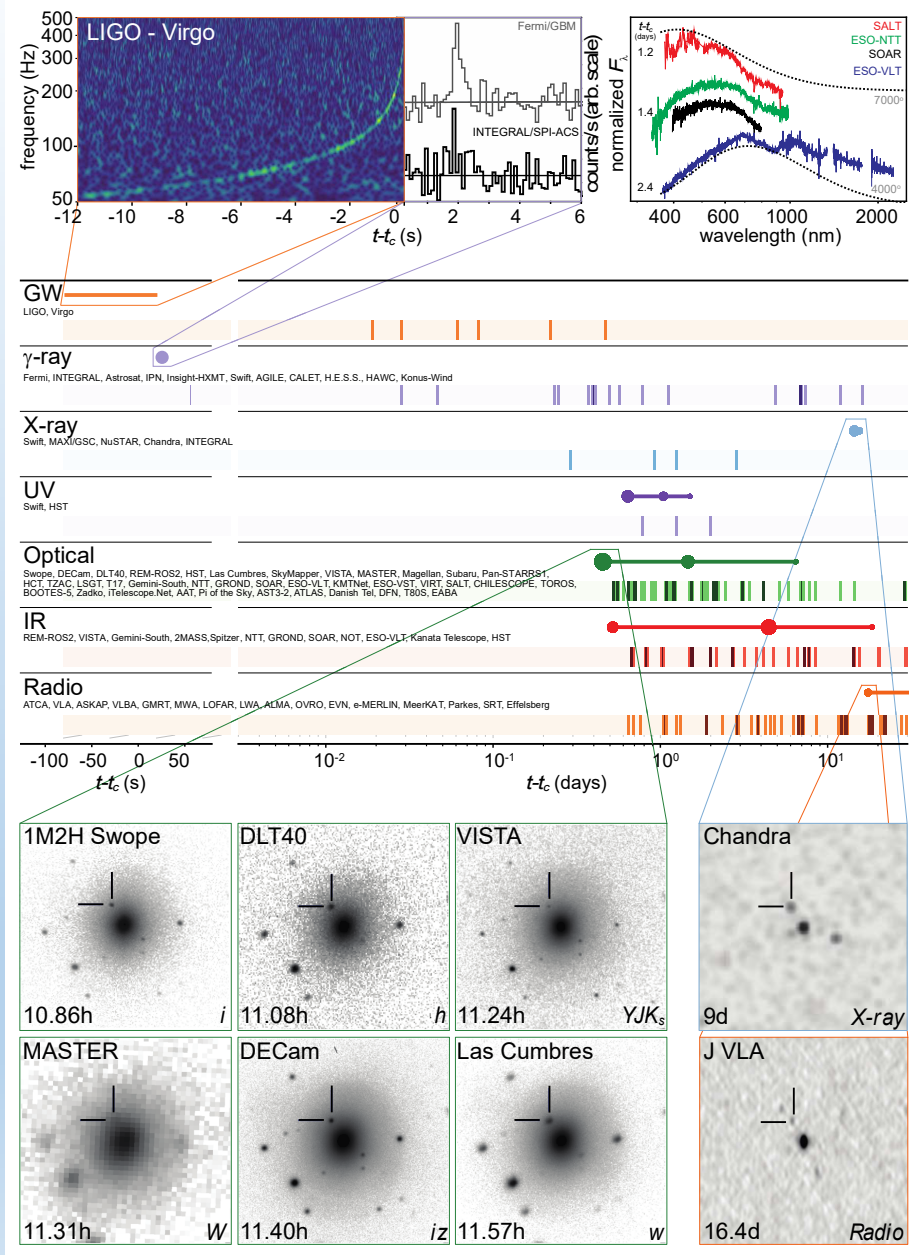 LIGO - Virgo
frequency (Hz)
500
400
300
200
100
50
-12 -10 -8 -6 -4 -2 0 2 4 6
t-tc (s)
Fermi/GBM
INTEGRAL/SPI-ACS
counts/s (arb. scale)
normalized Fλ
t-tc
(days)
1.2
1.4
2.4
SALT
ESO-NTT
SOAR
ESO-VLT
7000°
4000°
400 600 1000 2000
wavelength (nm)
GW
LIGO, Virgo
γ-ray
Fermi, INTEGRAL, Astrosat, IPN, Insight-HXMT, Swift, AGILE, CALET, H.E.S.S., HAWC, Konus-Wind
X-ray
Swift, MAXI/GSC, NuSTAR, Chandra, INTEGRAL
UV
Swift, HST
Optical
Swope, DECam, DLT40, REM-ROS2, HST, Las Cumbres, SkyMapper, VISTA, MASTER, Magellan, Subaru, Pan-STARRS1,
HCT, TZAC, LSGT, T17, Gemini-South, NTT, GROND, SOAR, ESO-VLT, KMTNet, ESO-VST, VIRT, SALT, CHILESCOPE, TOROS,
BOOTES-5, Zadko, iTelescope.Net, AAT, Pi of the Sky, AST3-2, ATLAS, Danish Tel, DFN, T80S, EABA
IR
REM-ROS2, VISTA, Gemini-South, 2MASS,Spitzer, NTT, GROND, SOAR, NOT, ESO-VLT, Kanata Telescope, HST
Radio
ATCA, VLA, ASKAP, VLBA, GMRT, MWA, LOFAR, LWA, ALMA, OVRO, EVN, e-MERLIN, MeerKAT, Parkes, SRT, Effelsberg
-100 -50 0 50 10-2 10-1 100 101
t-tc (s) t-tc (days)
1M2H Swope
10.86h i
DLT40
11.08h h
VISTA
11.24h YJKs
Chandra
9d X-ray
MASTER
11.31h W
DECam
11.40h iz
Las Cumbres
11.57h w
J VLA
16.4d Radio